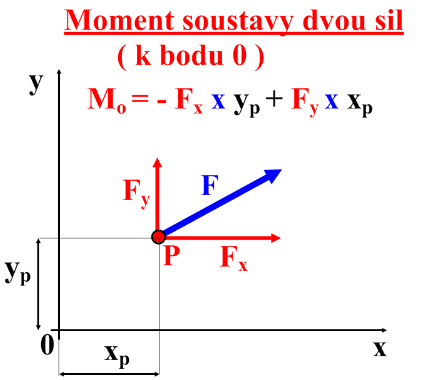 Moment soustavy dvou sil
( k bodu 0 )
y
Mo = - Fx x yp + Fy x xp
Fy
F
P
Fx
yp
0
xp
x